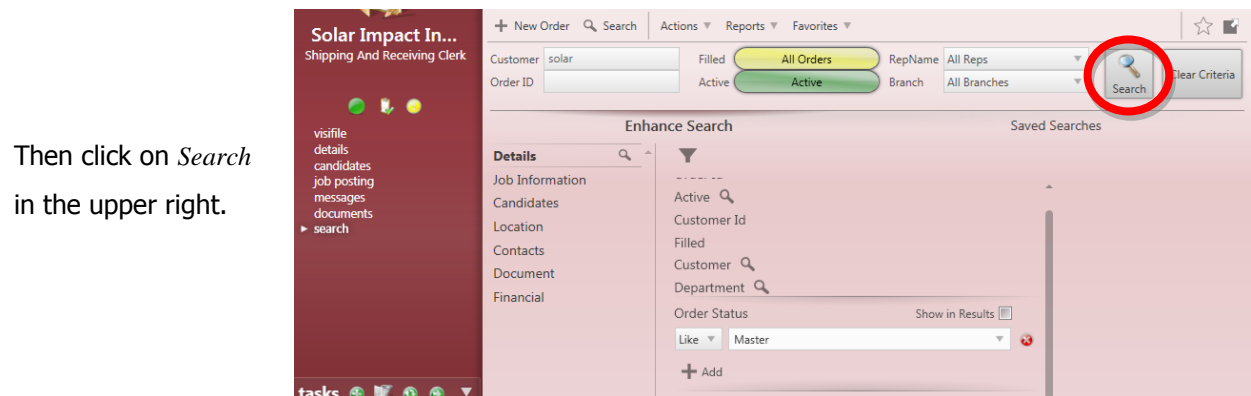 Then click on Search
in the upper right.
Solar Impact In...
Shipping And Receiving Clerk
visifile
details
candidates
job posting
messages
documents
search
tasks
New Order Search Actions Reports Favorites
Customer solar Filled All Orders RepName All Reps
Order ID Active Active Branch All Branches
Search
Clear Criteria
Enhance Search Saved Searches
Details
Job Information
Candidates
Location
Contacts
Document
Financial
Active
Customer Id
Filled
Customer
Department
Order Status Show in Results
Like Master
Add